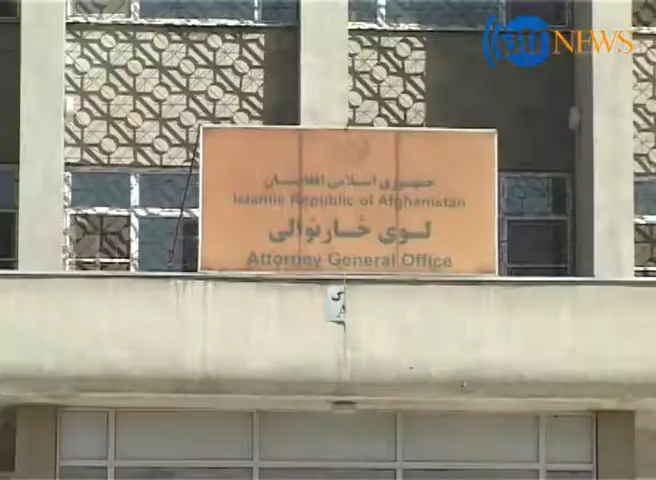 NEWS
جمهوری اسلامی افغانستان
Islamic Republic of Afghanistan
لوی څارنوالی
Attorney General Office